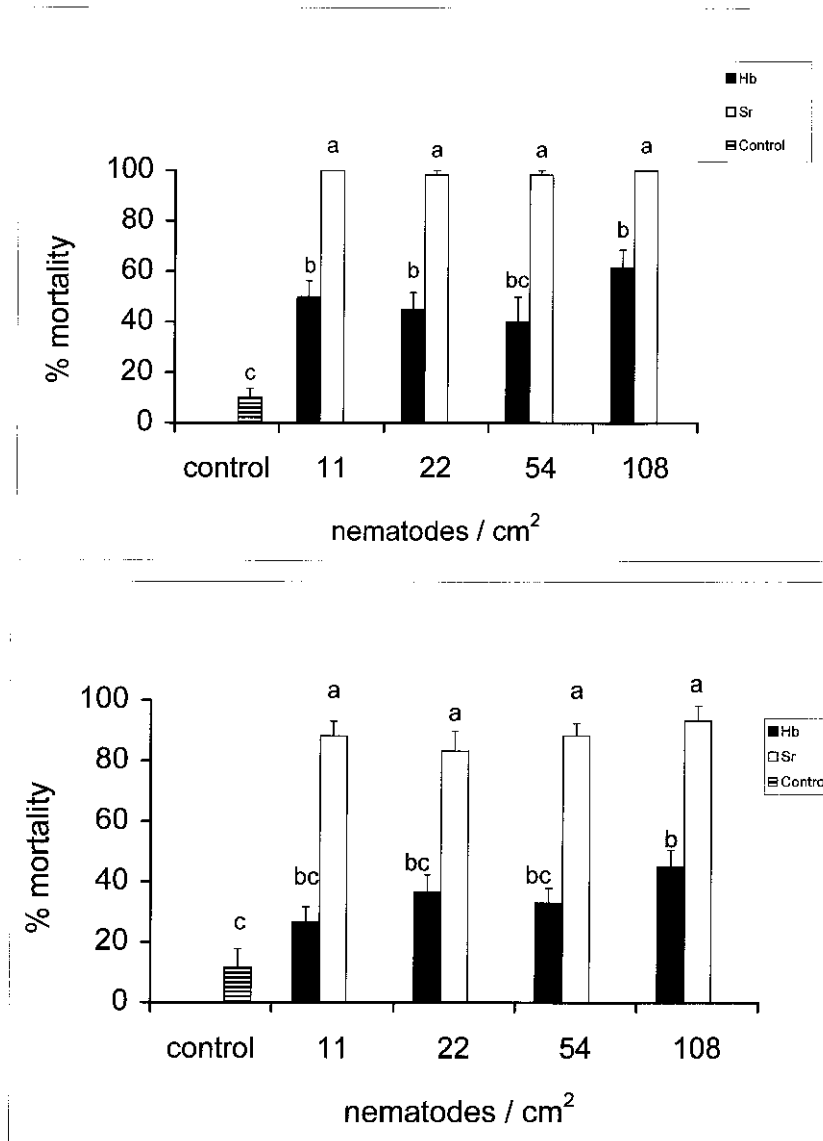 Hb
Sr
Control
a a a a
100
80
% mortality
60
b b bc b
40
20
c
0
control 11 22 54 108
nematodes / cm²
a a a a
100
Hb
Sr
Control
80
% mortality
60
bc bc bc b
40
20
c
0
control 11 22 54 108
nematodes / cm²